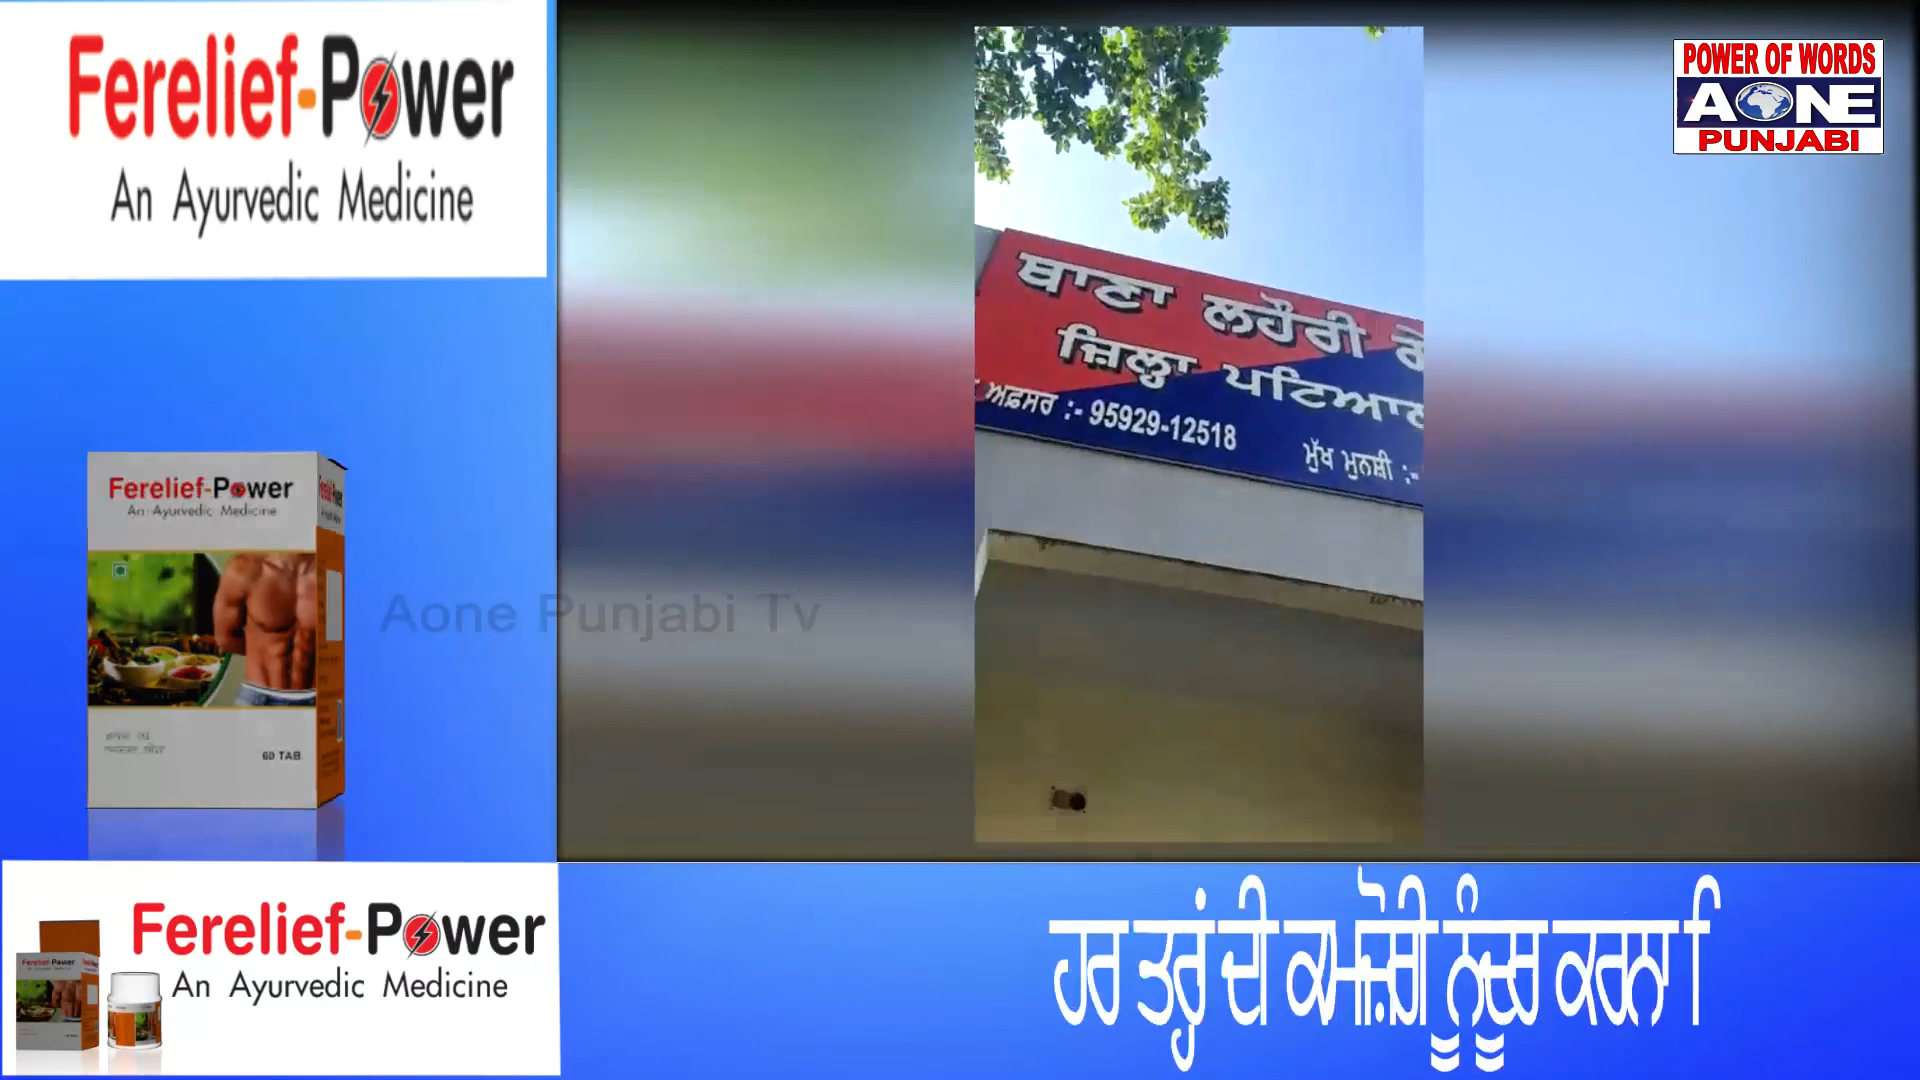 Ferelief-Power
An Ayurvedic Medicine
POWER OF WORDS
AONE
PUNJABI
ਥਾਣਾ ਲਹੌਰੀ
ਜ਼ਿਲ੍ਹਾ ਪਟਿਆਲ
ਅਫ਼ਸਰ :- 95929-12518 ਮੁੱਖ ਮੁਨਸ਼ੀ :-
Ferelief-Power
An Ayurvedic Medicine
60 TAB
Aone Punjabi Tv
Ferelief-Power
An Ayurvedic Medicine
ਹਰ ਤਰ੍ਹਾਂ ਦੀ ਕਮਜ਼ੋਰੀ ਨੂੰ ਦੂਰ ਕਰਨਾ